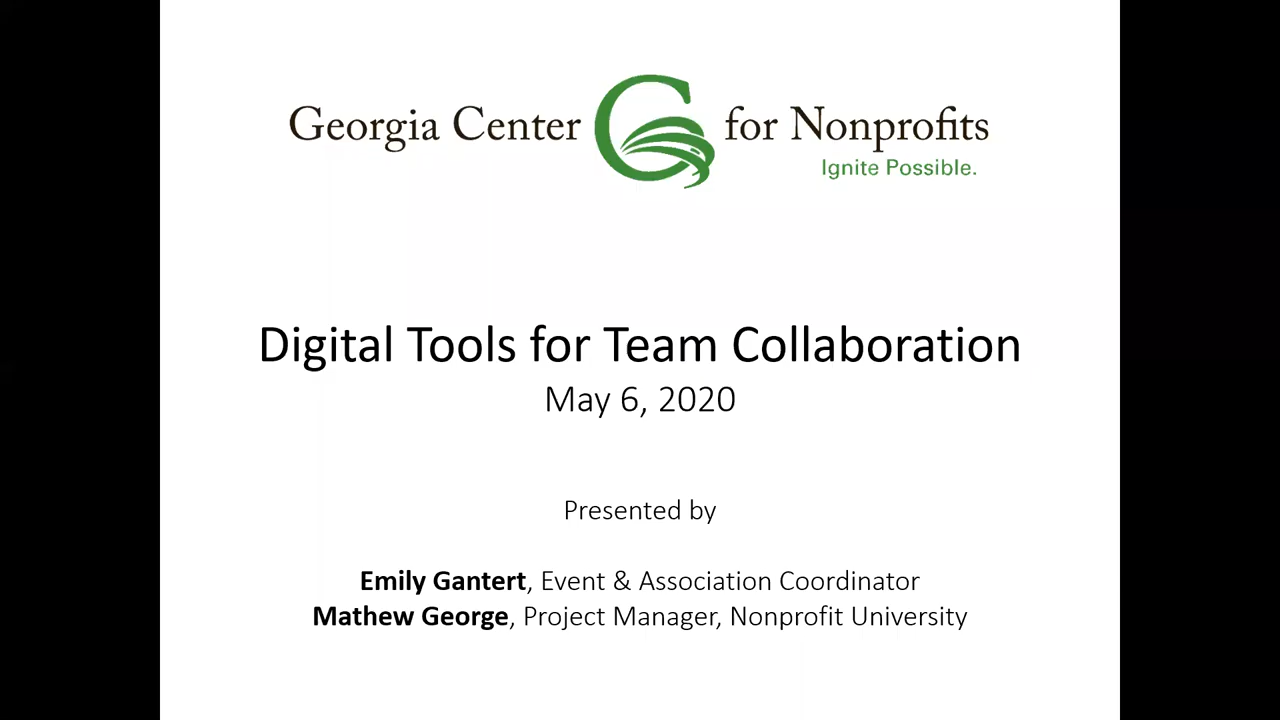 Georgia Center for Nonprofits
Ignite Possible.
Digital Tools for Team Collaboration
May 6, 2020
Presented by
Emily Gantert, Event & Association Coordinator
Mathew George, Project Manager, Nonprofit University